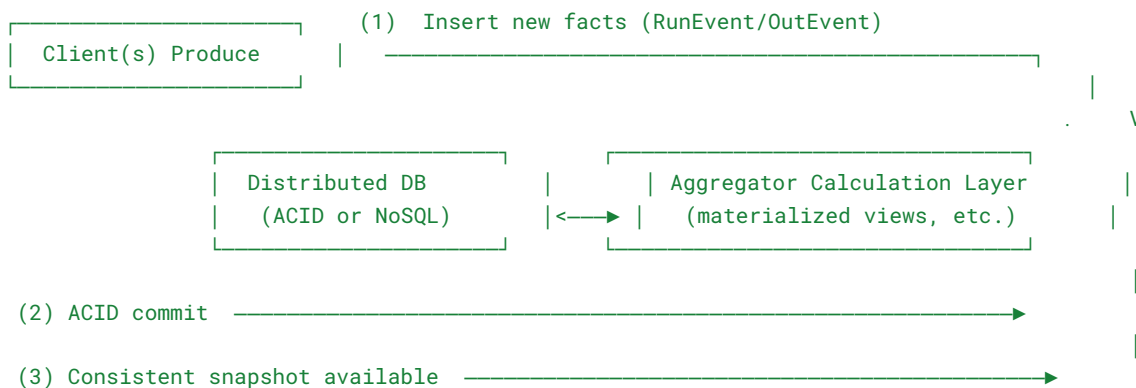 (1) Insert new facts (RunEvent/OutEvent)
Client(s) Produce
Distributed DB
(ACID or NoSQL)
Aggregator Calculation Layer
(materialized views, etc.)
(2) ACID commit
(3) Consistent snapshot available